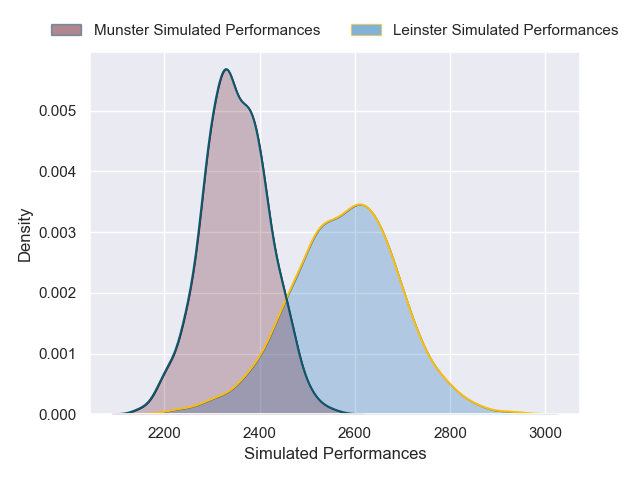 Munster Simulated Performances
Leinster Simulated Performances
0.005
0.004
0.003
0.002
0.001
0.000
Density
2200 2400 2600 2800 3000
Simulated Performances